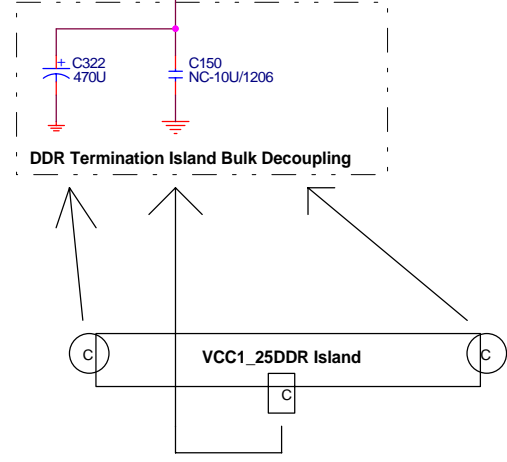 + C322
470U
C150
NC-10U/1206
DDR Termination Island Bulk Decoupling
C
VCC1_25DDR Island
C
C